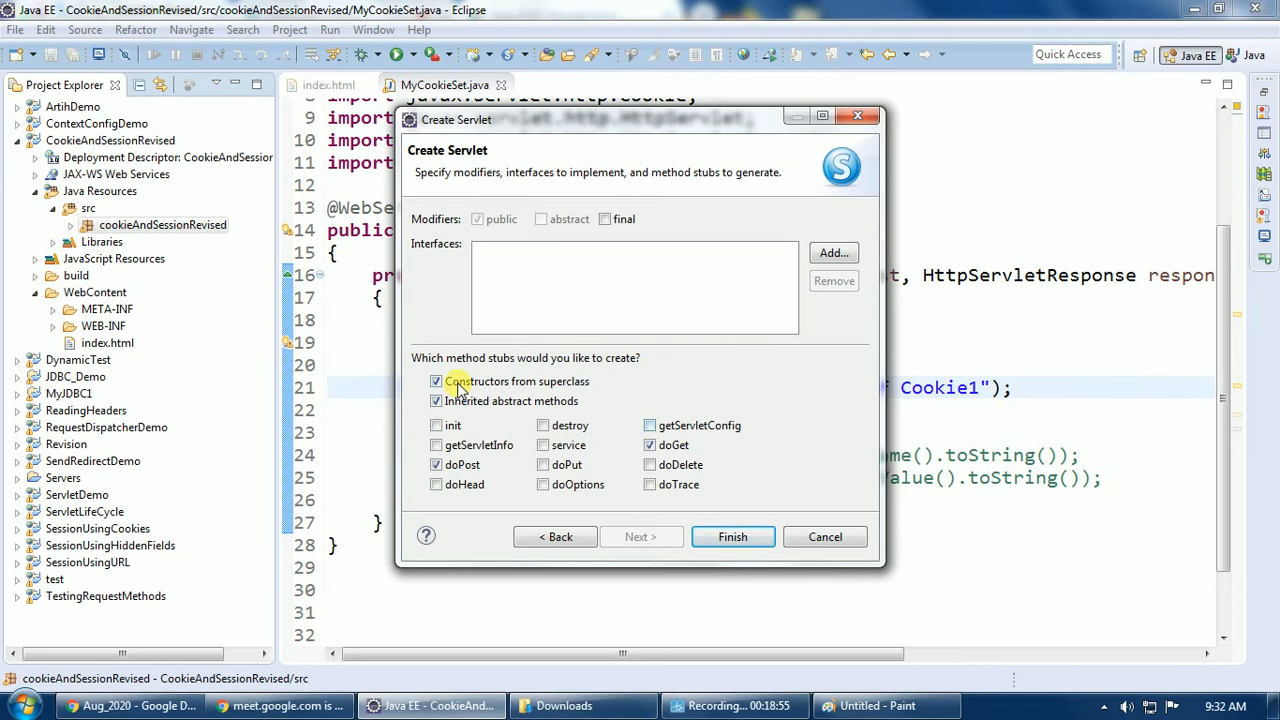 Java EE - CookieAndSessionRevised/src/cookieAndSessionRevised/MyCookieSet.java - Eclipse
File Edit Source Refactor Navigate Search Project Run Window Help
Quick Access
Java EE
Java
Project Explorer
index.html
MyCookieSet.java
ArtihDemo
ContextConfigDemo
CookieAndSessionRevised
Deployment Descriptor: CookieAndSession
JAX-WS Web Services
Java Resources
src
cookieAndSessionRevised
Libraries
JavaScript Resources
build
WebContent
META-INF
WEB-INF
index.html
DynamicTest
JDBC_Demo
MyJDBC1
ReadingHeaders
RequestDispatcherDemo
Revision
SendRedirectDemo
Servers
ServletDemo
ServletLifeCycle
SessionUsingCookies
SessionUsingHiddenFields
SessionUsingURL
test
TestingRequestMethods
8 import javax.servlet.http.Cookie;
9 import servlet.http.HttpServlet;
10 import
11 import
12
13 @WebSe
14 public
15 {
16 pr t, HttpServletResponse respon
17 {
18
19
20
21 Cookie1");
22
23
24 me().toString());
25 alue().toString());
26
27 }
28 }
29
30
31
32
Create Servlet
Create Servlet
Specify modifiers, interfaces to implement, and method stubs to generate.
S
Modifiers: public abstract final
Interfaces:
Add...
Remove
Which method stubs would you like to create?
Constructors from superclass
Inherited abstract methods
init destroy getServletConfig
getServletInfo service doGet
doPost doPut doDelete
doHead doOptions doTrace
? < Back Next > Finish Cancel
cookieAndSessionRevised - CookieAndSessionRevised/src
Aug_2020 - Google D...
meet.google.com is ...
Java EE - CookieAnd...
Downloads
Recording... 00:18:55
Untitled - Paint
9:32 AM